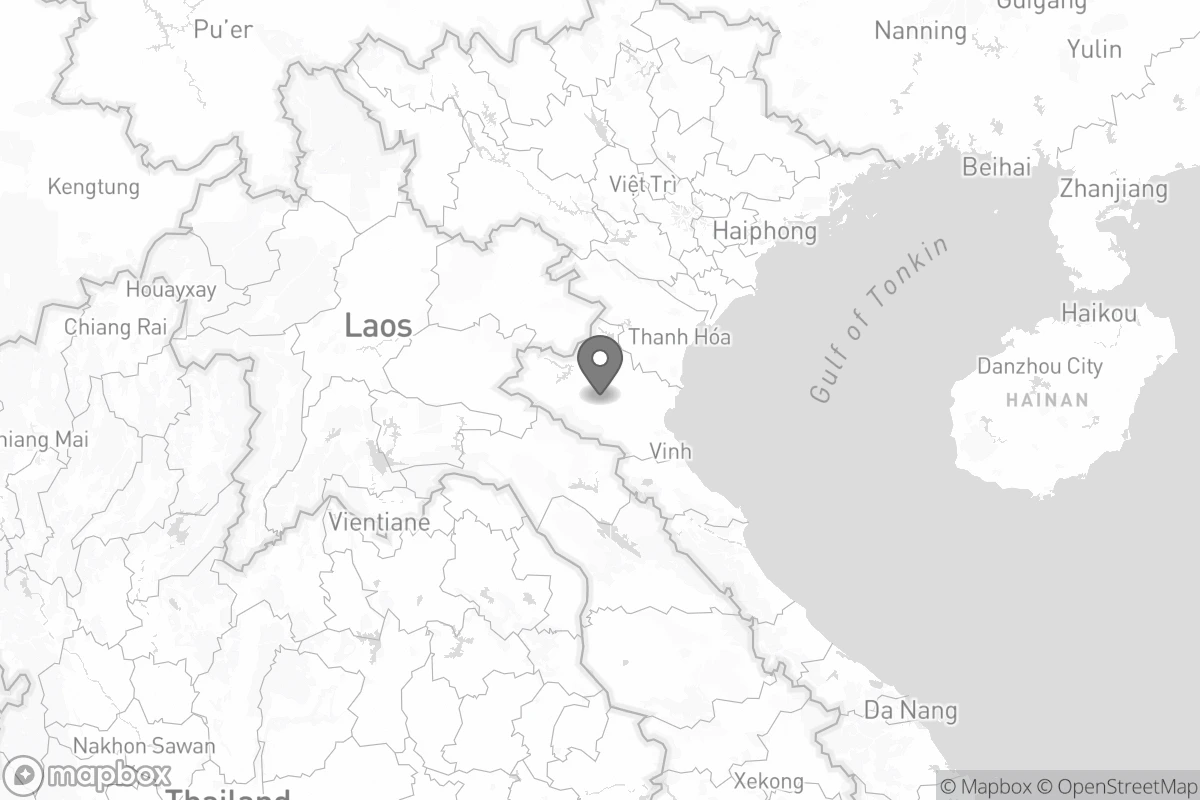 Guigang
Pu'er
Nanning
Yulin
Beihai
Kengtung
Việt Trì
Zhanjiang
Haiphong
Gulf of Tonkin
Houayxay
Haikou
Chiang Rai
Laos
Thanh Hóa
Danzhou City
HAINAN
hiang Mai
Vinh
Vientiane
Da Nang
Nakhon Sawan
mapbox
Xekong
Thailand
© Mapbox © OpenStreetMap